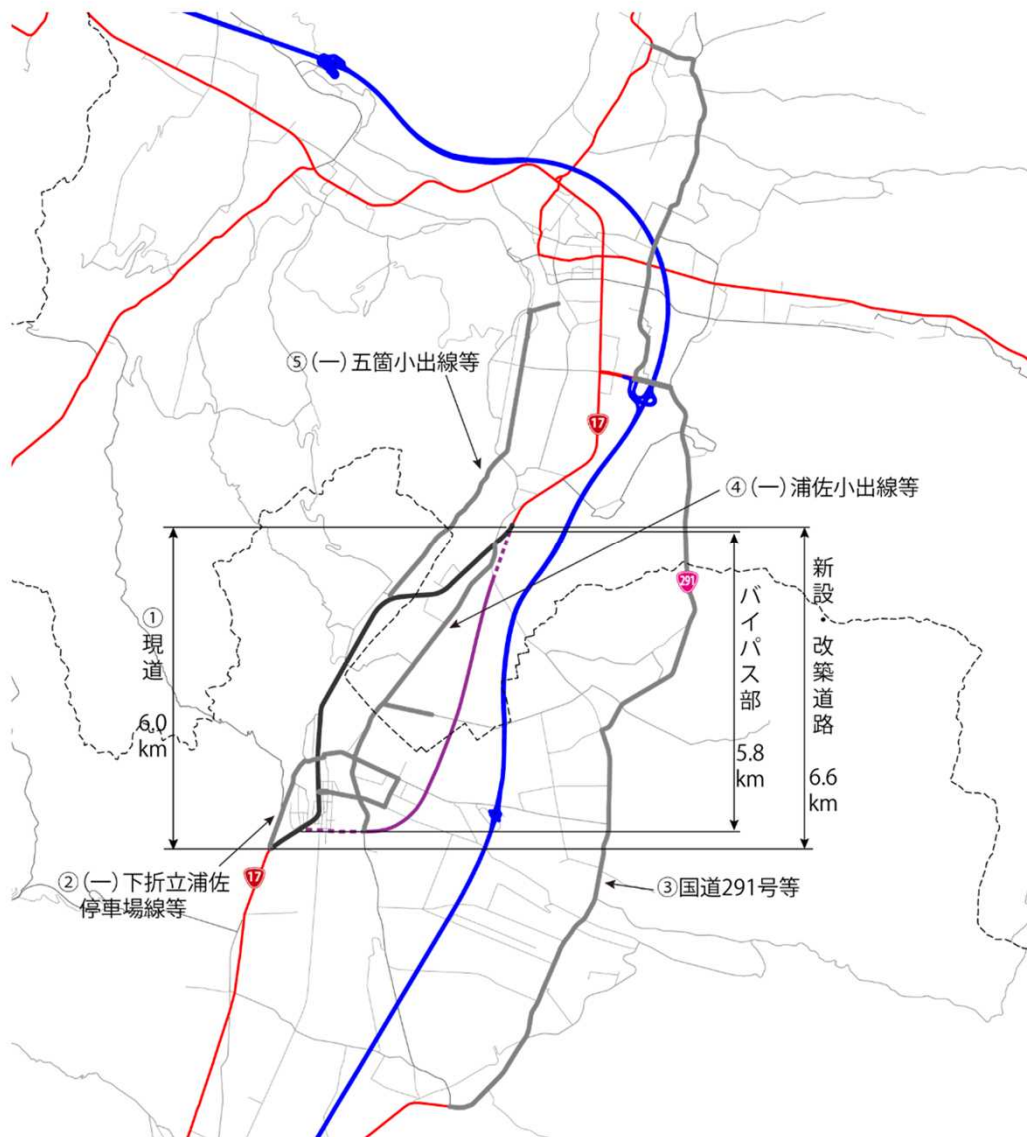 ⑤(一)五箇小出線等
17
④(一)浦佐小出線等
①現道
6.0
km
291
バイパス部
5.8
km
新設・改築道路
6.6
km
②(一)下折立浦佐
停車場線等
17
③国道291号等